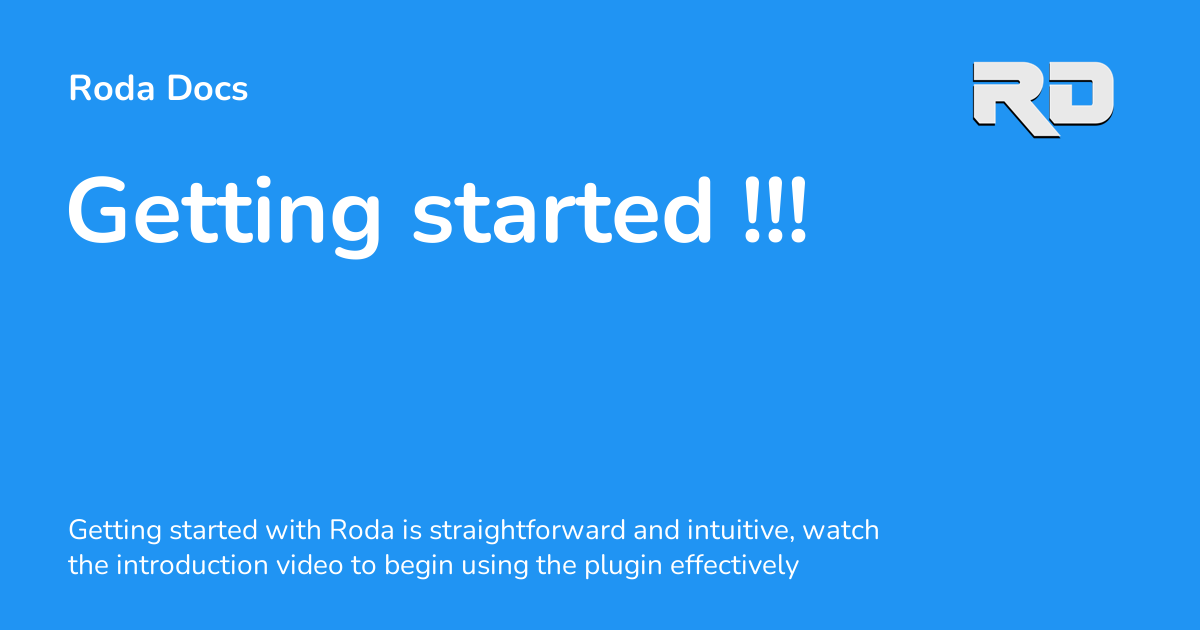 Roda Docs
RD
Getting started !!!
Getting started with Roda is straightforward and intuitive, watch
the introduction video to begin using the plugin effectively